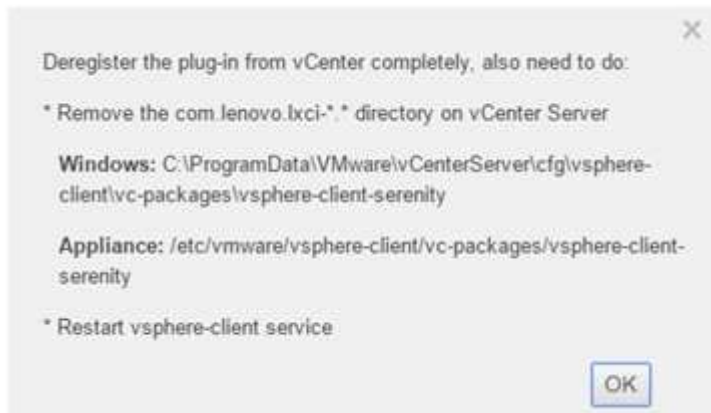 Deregister the plug-in from vCenter completely, also need to do:
* Remove the com.lenovo.lxci-*.* directory on vCenter Server
Windows: C:\ProgramData\VMware\vCenterServer\cfg\vsphere-
client\vc-packages\vsphere-client-serenity
Appliance: /etc/vmware/vsphere-client/vc-packages/vsphere-client-
serenity
* Restart vsphere-client service
OK